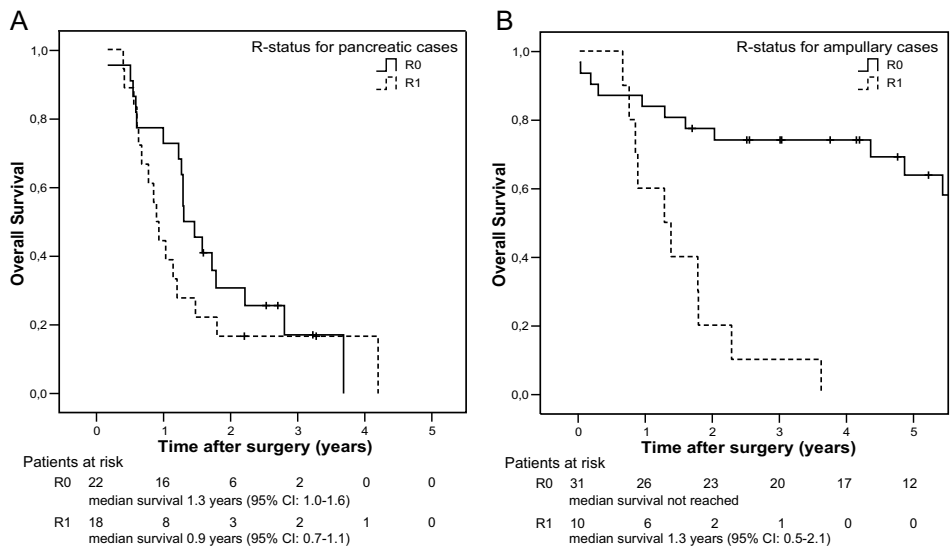 A
R-status for pancreatic cases
R0
R1
1,0
0,8
0,6
0,4
0,2
0,0
Overall Survival
0 1 2 3 4 5
Time after surgery (years)
Patients at risk
R0 22 16 6 2 0 0
median survival 1.3 years (95% CI: 1.0-1.6)
R1 18 8 3 2 1 0
median survival 0.9 years (95% CI: 0.7-1.1)
B
R-status for ampullary cases
R0
R1
1,0
0,8
0,6
0,4
0,2
0,0
Overall Survival
0 1 2 3 4 5
Time after surgery (years)
Patients at risk
R0 31 26 23 20 17 12
median survival not reached
R1 10 6 2 1 0 0
median survival 1.3 years (95% CI: 0.5-2.1)